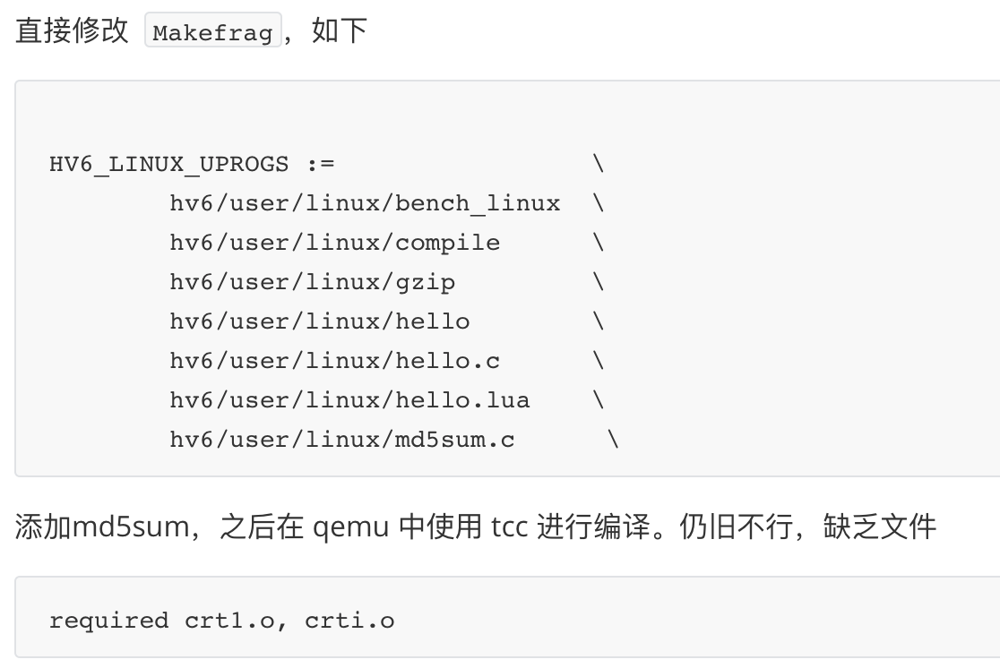 直接修改 Makefrag，如下
HV6_LINUX_UPROGS := \
hv6/user/linux/bench_linux \
hv6/user/linux/compile \
hv6/user/linux/gzip \
hv6/user/linux/hello \
hv6/user/linux/hello.c \
hv6/user/linux/hello.lua \
hv6/user/linux/md5sum.c \
添加md5sum，之后在 qemu 中使用 tcc 进行编译。仍旧不行，缺乏文件
required crt1.o, crti.o